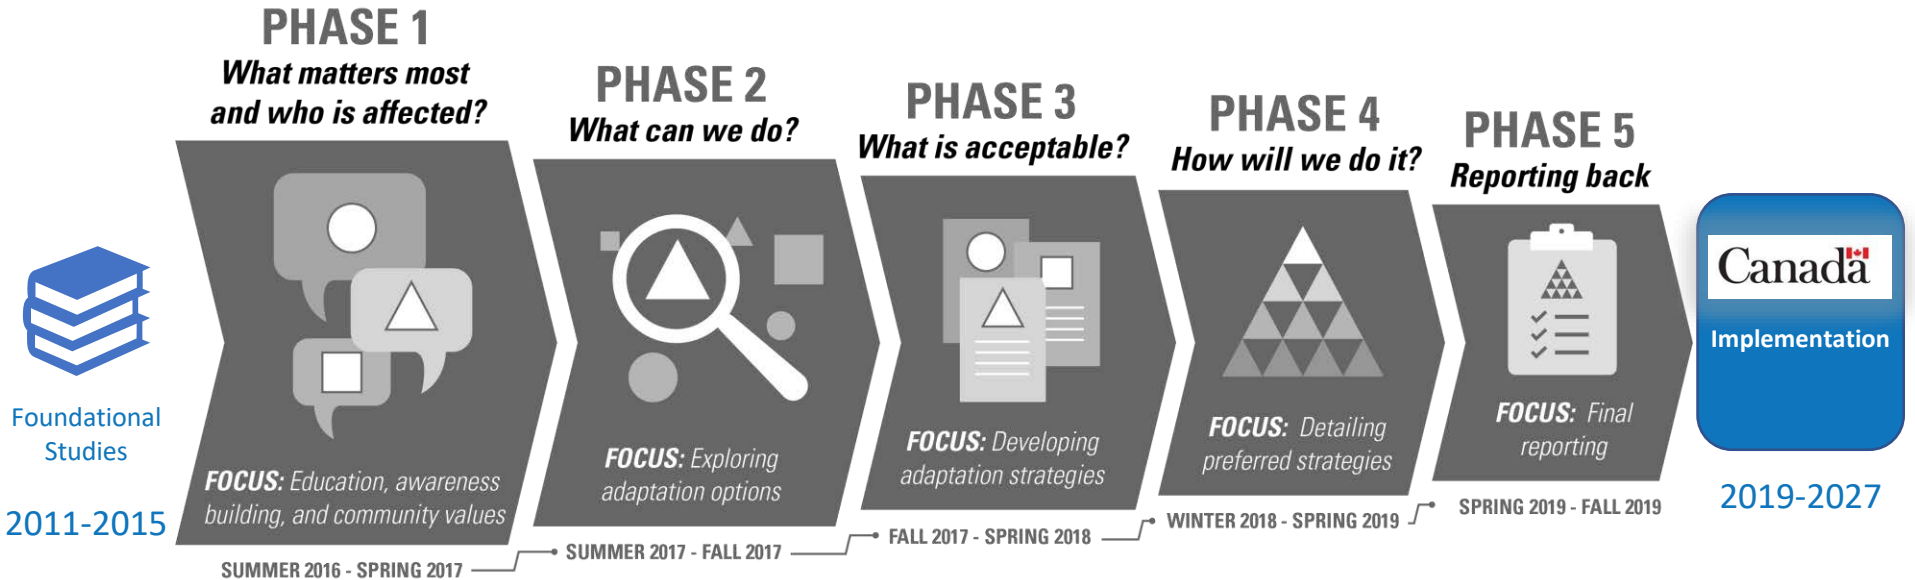 Foundational
Studies
2011-2015
PHASE 1
What matters most
and who is affected?
FOCUS: Education, awareness
building, and community values
SUMMER 2016 - SPRING 2017
PHASE 2
What can we do?
FOCUS: Exploring
adaptation options
SUMMER 2017 - FALL 2017
PHASE 3
What is acceptable?
FOCUS: Developing
adaptation strategies
FALL 2017 - SPRING 2018
PHASE 4
How will we do it?
FOCUS: Detailing
preferred strategies
WINTER 2018 - SPRING 2019
PHASE 5
Reporting back
FOCUS: Final
reporting
SPRING 2019 - FALL 2019
Canada
Implementation
2019-2027